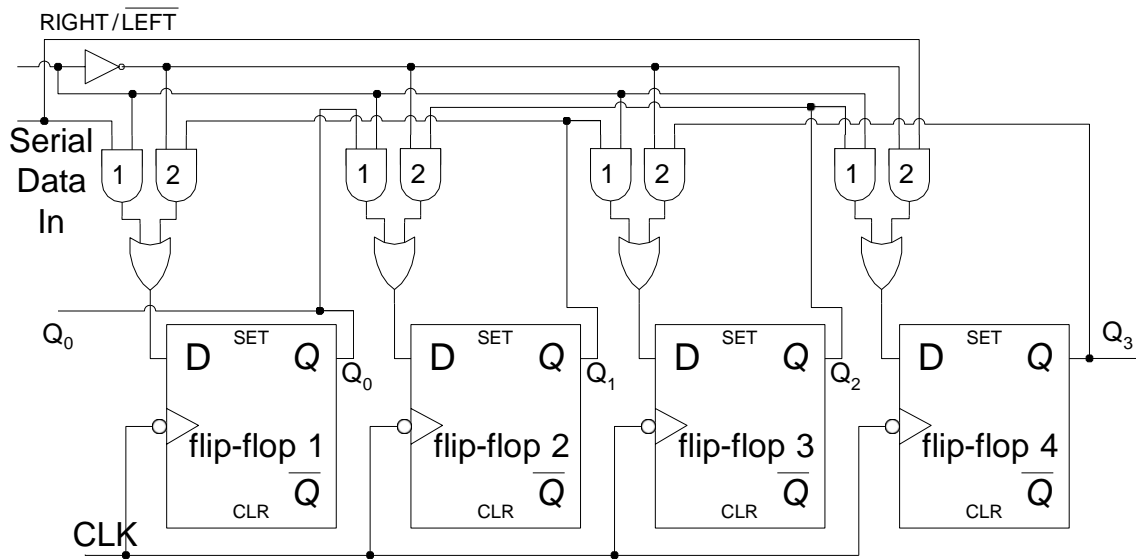 RIGHT/L̅E̅F̅T̅
Serial
Data
In
1 2 1 2 1 2 1 2
Q₀ Q₀ Q₁ Q₂ Q₃
SET SET SET SET
D Q D Q D Q D Q
flip-flop 1 flip-flop 2 flip-flop 3 flip-flop 4
Q̅ Q̅ Q̅ Q̅
CLR CLR CLR CLR
CLK